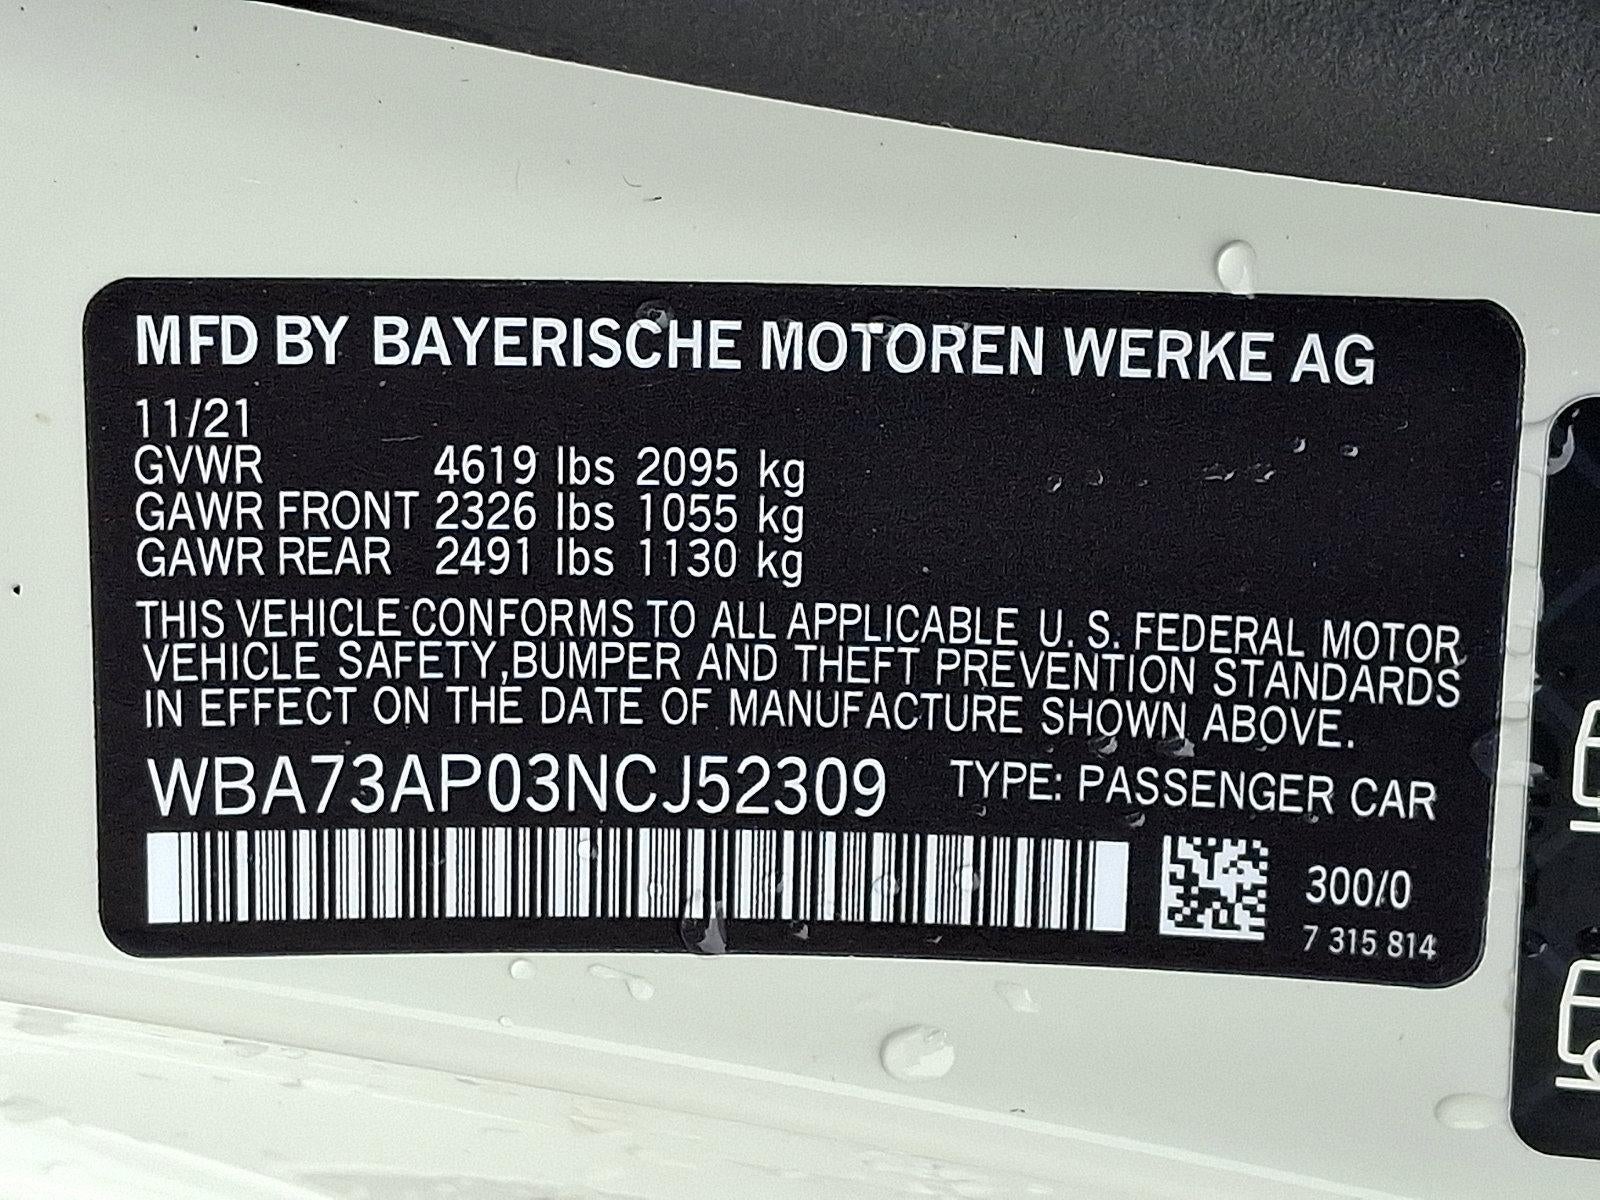 MFD BY BAYERISCHE MOTOREN WERKE AG
11/21
GVWR 4619 lbs 2095 kg
GAWR FRONT 2326 lbs 1055 kg
GAWR REAR 2491 lbs 1130 kg
THIS VEHICLE CONFORMS TO ALL APPLICABLE U. S. FEDERAL MOTOR
VEHICLE SAFETY,BUMPER AND THEFT PREVENTION STANDARDS
IN EFFECT ON THE DATE OF MANUFACTURE SHOWN ABOVE.
WBA73AP03NCJ52309 TYPE: PASSENGER CAR
300/0
7 315 814